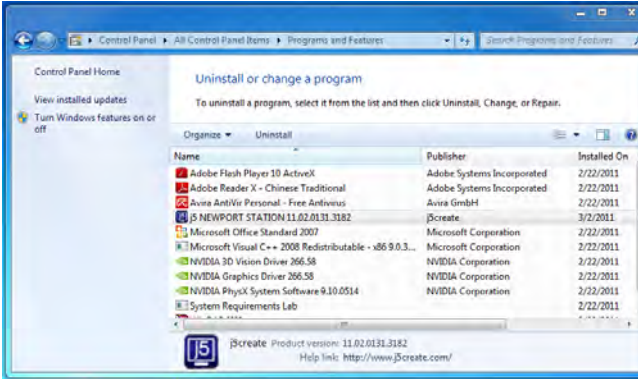 Control Panel ▸ All Control Panel Items ▸ Programs and Features
Search Programs and Features
Control Panel Home
View installed updates
Turn Windows features on or
off
Uninstall or change a program
To uninstall a program, select it from the list and then click Uninstall, Change, or Repair.
Organize Uninstall
Name Publisher Installed On
Adobe Flash Player 10 ActiveX Adobe Systems Incorporated 2/22/2011
Adobe Reader X - Chinese Traditional Adobe Systems Incorporated 2/22/2011
Avira AntiVir Personal - Free Antivirus Avira GmbH 2/22/2011
j5 NEWPORT STATION 11.02.0131.3182 j5create 3/2/2011
Microsoft Office Standard 2007 Microsoft Corporation 2/22/2011
Microsoft Visual C++ 2008 Redistributable - x86 9.0.3... Microsoft Corporation 2/22/2011
NVIDIA 3D Vision Driver 266.58 NVIDIA Corporation 2/22/2011
NVIDIA Graphics Driver 266.58 NVIDIA Corporation 2/22/2011
NVIDIA PhysX System Software 9.10.0514 NVIDIA Corporation 2/22/2011
System Requirements Lab 2/22/2011
j5 j5create Product version: 11.02.0131.3182
Help link: http://www.j5create.com/